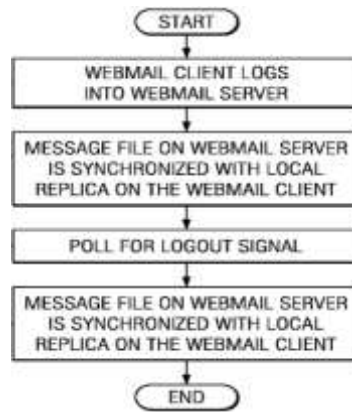 START
WEBMAIL CLIENT LOGS
INTO WEBMAIL SERVER
MESSAGE FILE ON WEBMAIL SERVER
IS SYNCHRONIZED WITH LOCAL
REPLICA ON THE WEBMAIL CLIENT
POLL FOR LOGOUT SIGNAL
MESSAGE FILE ON WEBMAIL SERVER
IS SYNCHRONIZED WITH LOCAL
REPLICA ON THE WEBMAIL CLIENT
END